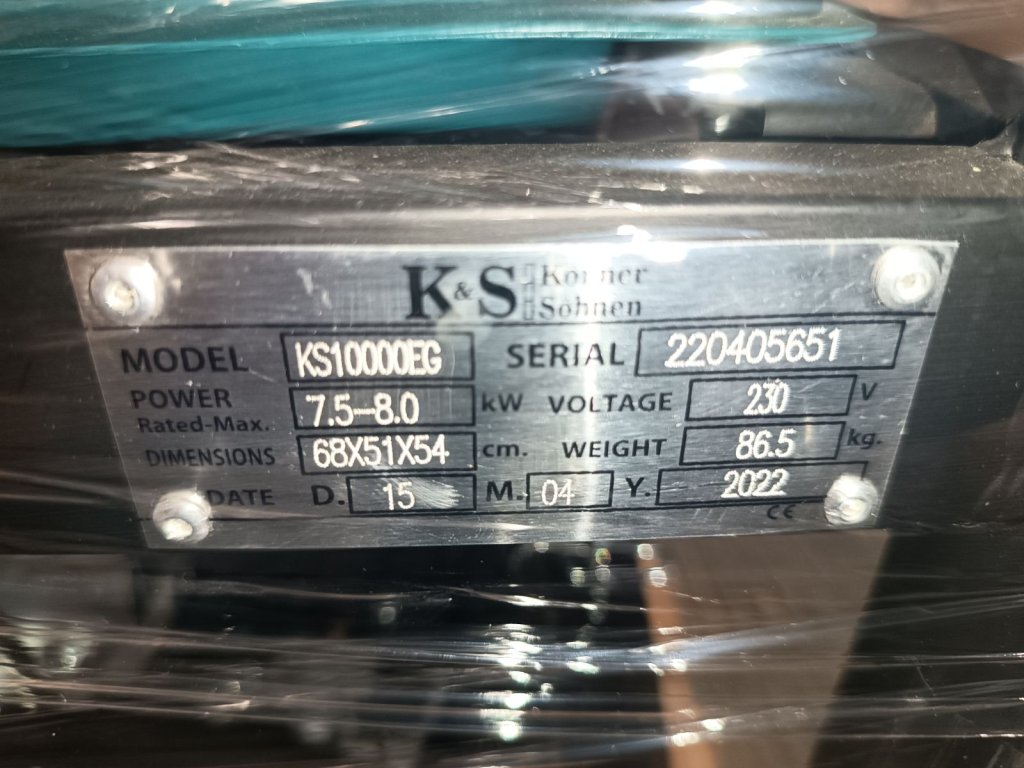 K&S Könner
Söhnen
MODEL KS10000EG SERIAL 220405651
POWER
Rated-Max. 7.5-8.0 kW VOLTAGE 230 V
DIMENSIONS 68X51X54 cm. WEIGHT 86.5 kg.
DATE D. 15 M. 04 Y. 2022
CE